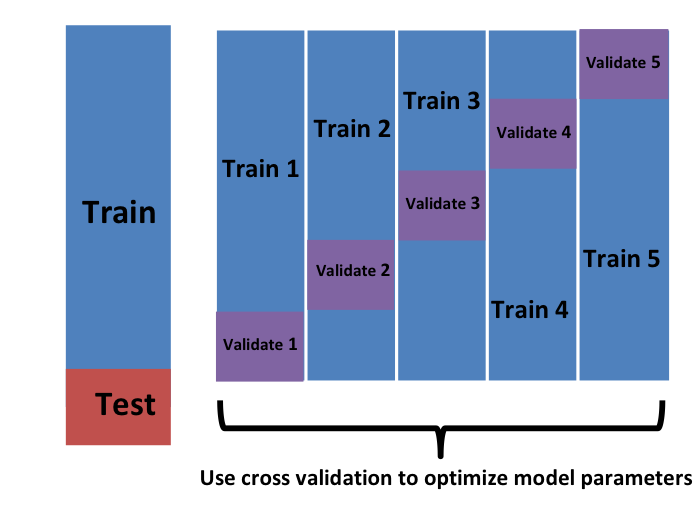 Train
Test
Train 1
Validate 1
Train 2
Validate 2
Train 3
Validate 3
Validate 4
Train 4
Validate 5
Train 5
Use cross validation to optimize model parameters